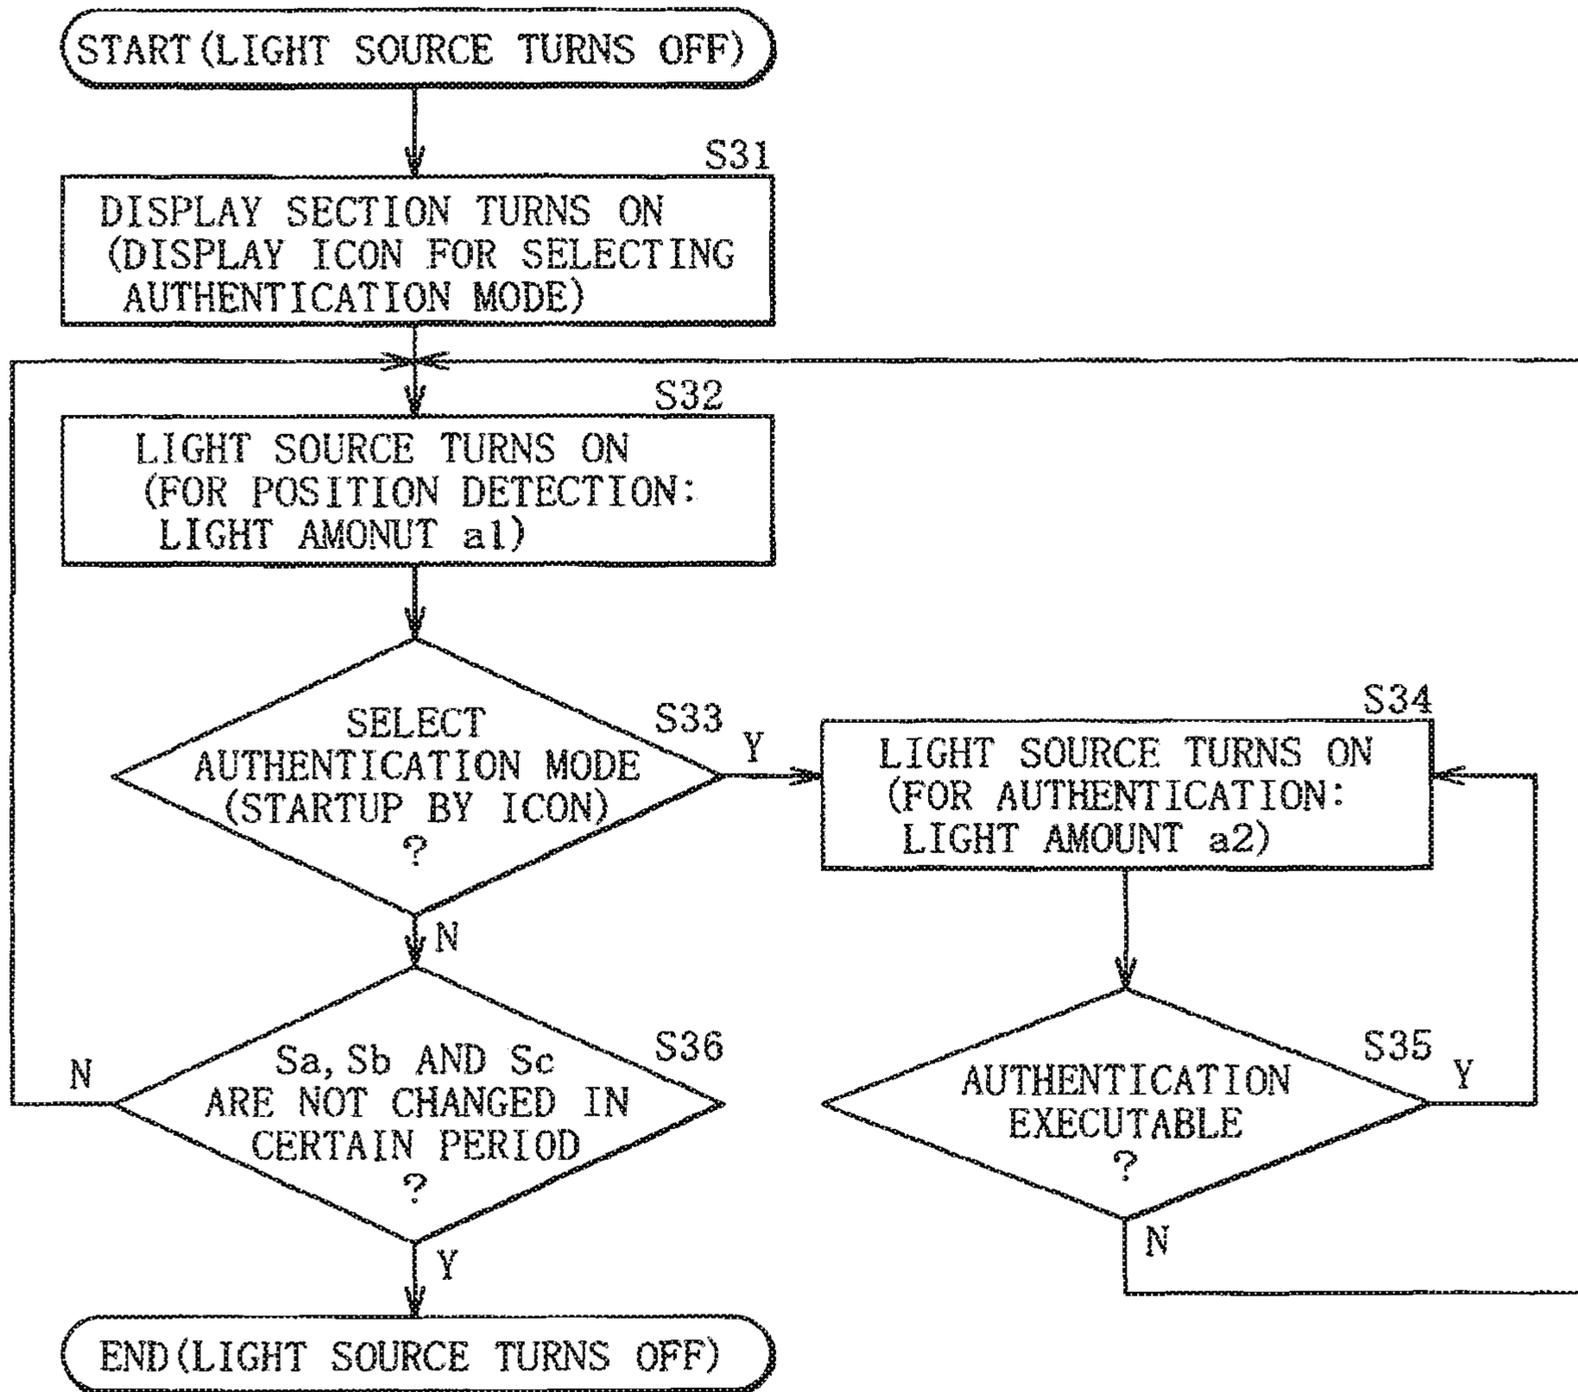 START(LIGHT SOURCE TURNS OFF)
S31
DISPLAY SECTION TURNS ON
(DISPLAY ICON FOR SELECTING
AUTHENTICATION MODE)
S32
LIGHT SOURCE TURNS ON
(FOR POSITION DETECTION:
LIGHT AMONUT a1)
S33
SELECT
AUTHENTICATION MODE
(STARTUP BY ICON)
?
Y
N
S34
LIGHT SOURCE TURNS ON
(FOR AUTHENTICATION:
LIGHT AMOUNT a2)
S35
AUTHENTICATION
EXECUTABLE
?
Y
N
S36
Sa, Sb AND Sc
ARE NOT CHANGED IN
CERTAIN PERIOD
?
N
Y
END(LIGHT SOURCE TURNS OFF)